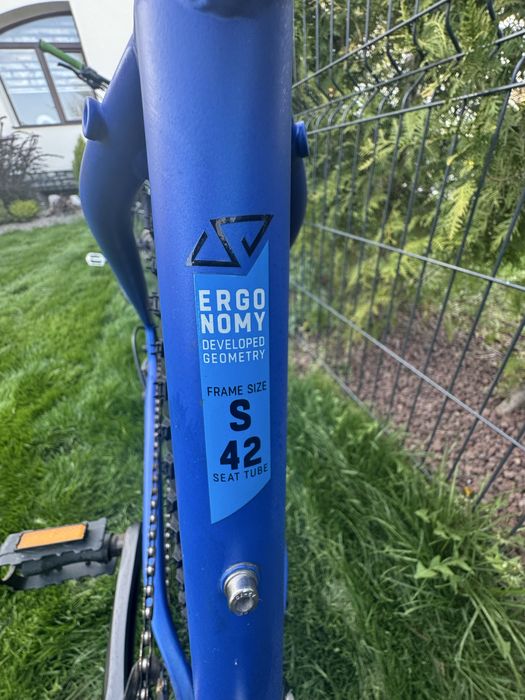 ERGO
NOMY
DEVELOPED
GEOMETRY
FRAME SIZE
S
42
SEAT TUBE